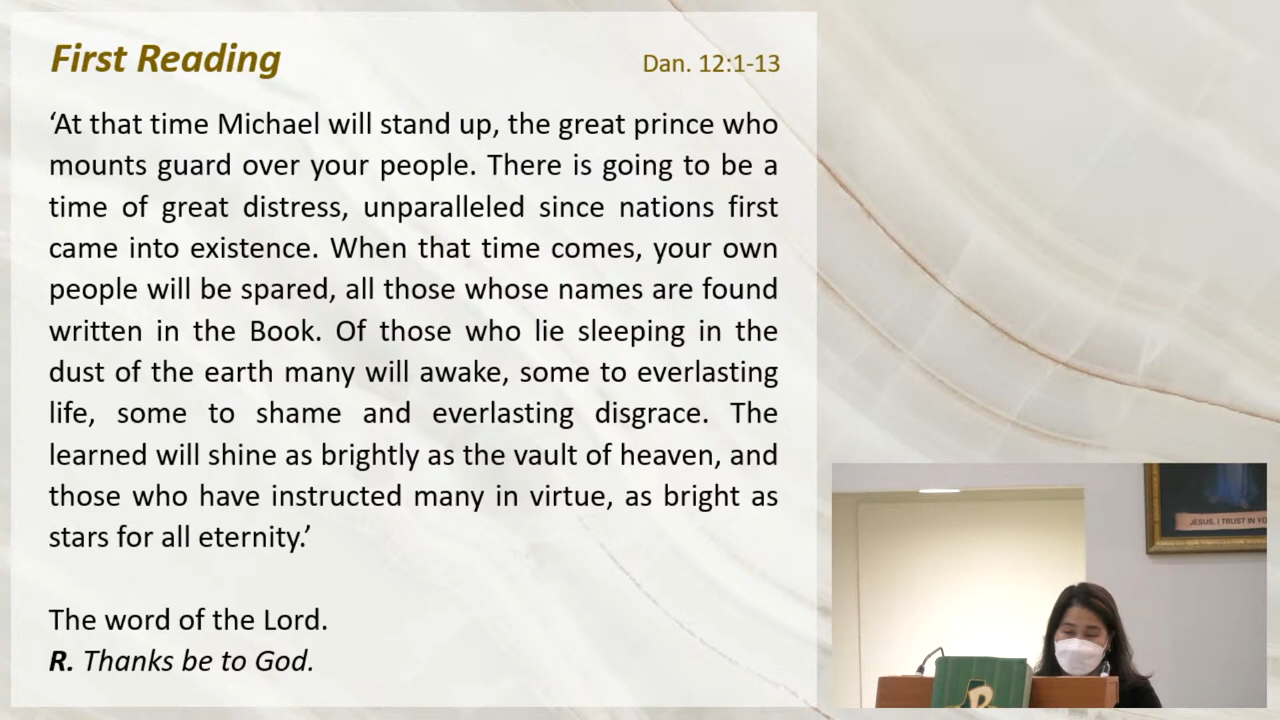 First Reading
Dan. 12:1-13
‘At that time Michael will stand up, the great prince who
mounts guard over your people. There is going to be a
time of great distress, unparalleled since nations first
came into existence. When that time comes, your own
people will be spared, all those whose names are found
written in the Book. Of those who lie sleeping in the
dust of the earth many will awake, some to everlasting
life, some to shame and everlasting disgrace. The
learned will shine as brightly as the vault of heaven, and
those who have instructed many in virtue, as bright as
stars for all eternity.’
The word of the Lord.
R. Thanks be to God.
JESUS, I TRUST IN YO